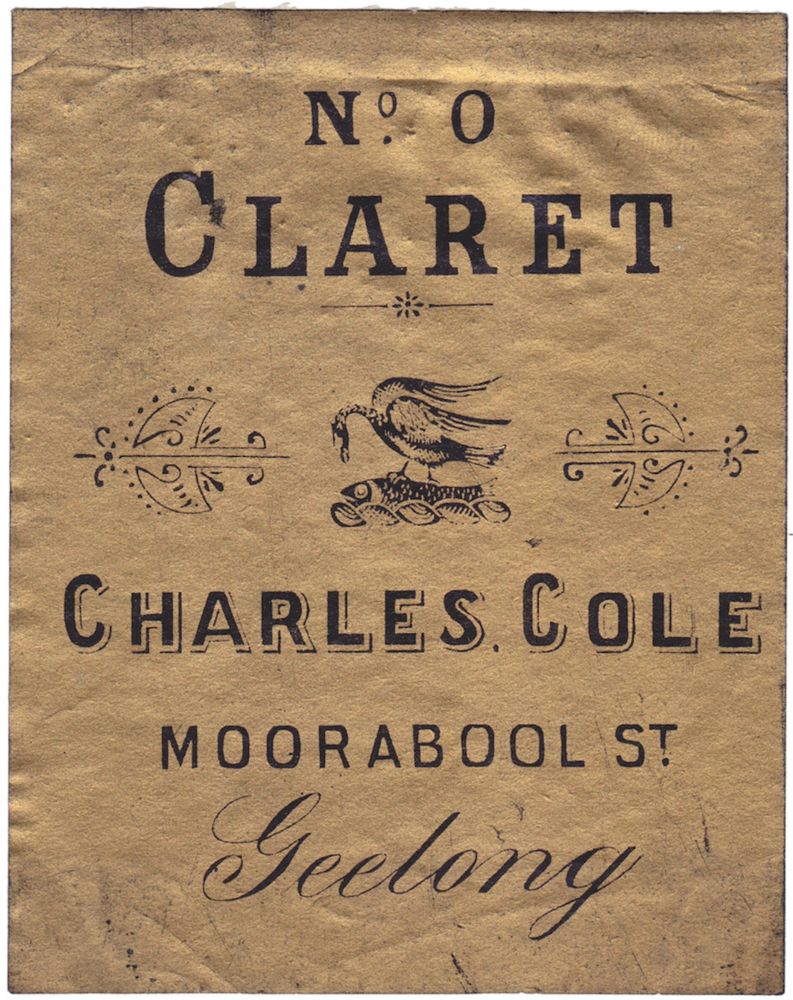 Nº. 0
CLARET
CHARLES. COLE
MOORABOOL ST.
Geelong